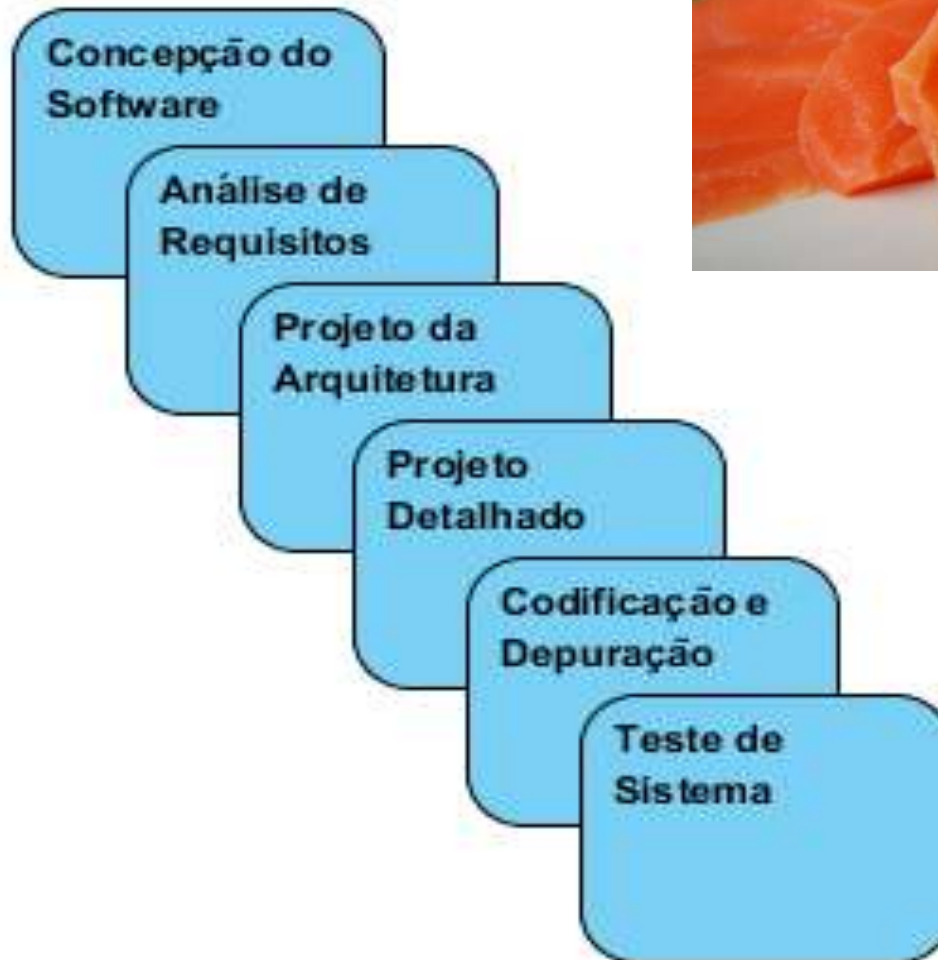 Concepção do
Software
Análise de
Requisitos
Projeto da
Arquitetura
Projeto
Detalhado
Codificação e
Depuração
Teste de
Sistema